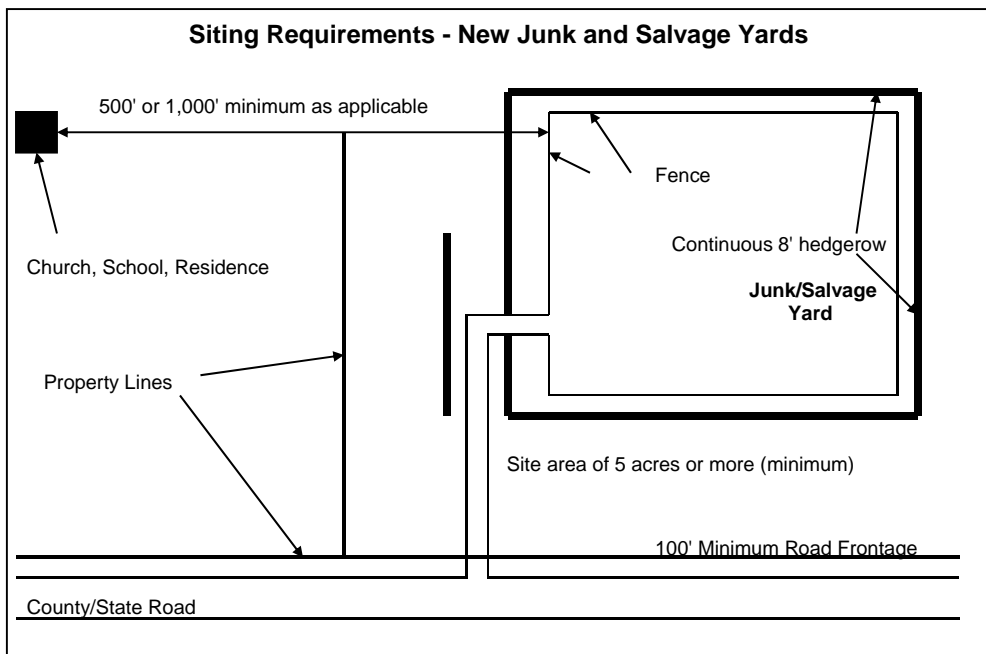 Siting Requirements - New Junk and Salvage Yards
500' or 1,000' minimum as applicable
Fence
Church, School, Residence
Continuous 8' hedgerow
Junk/Salvage
Yard
Property Lines
Site area of 5 acres or more (minimum)
100' Minimum Road Frontage
County/State Road